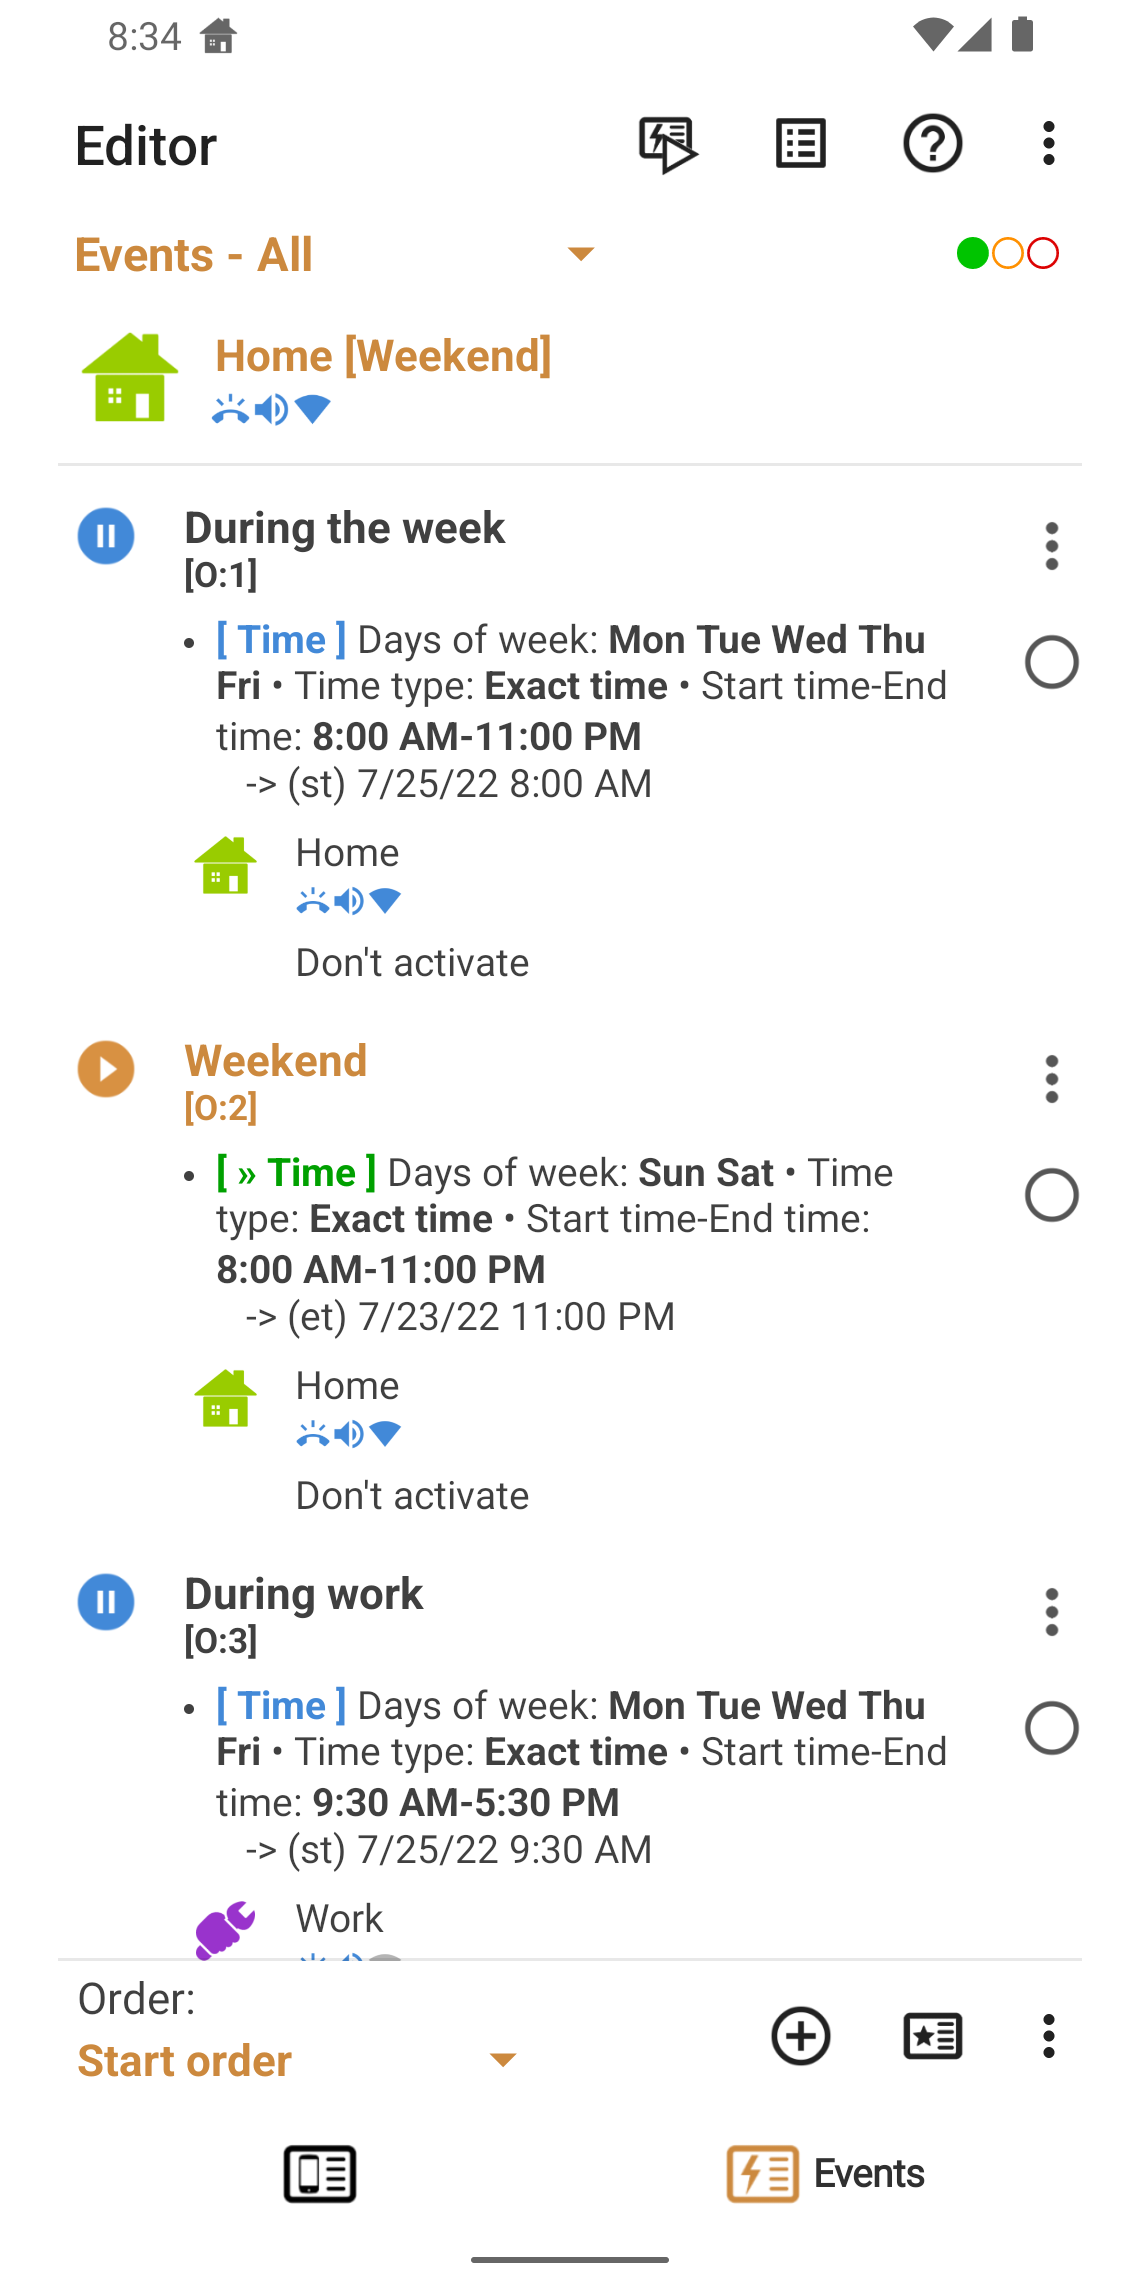 8:34
Editor
Events - All
Home [Weekend]
During the week
[O:1]
• [ Time ] Days of week: Mon Tue Wed Thu
Fri • Time type: Exact time • Start time-End
time: 8:00 AM-11:00 PM
-> (st) 7/25/22 8:00 AM
Home
Don't activate
Weekend
[O:2]
• [ » Time ] Days of week: Sun Sat • Time
type: Exact time • Start time-End time:
8:00 AM-11:00 PM
-> (et) 7/23/22 11:00 PM
Home
Don't activate
During work
[O:3]
• [ Time ] Days of week: Mon Tue Wed Thu
Fri • Time type: Exact time • Start time-End
time: 9:30 AM-5:30 PM
-> (st) 7/25/22 9:30 AM
Work
Order:
Start order
Events